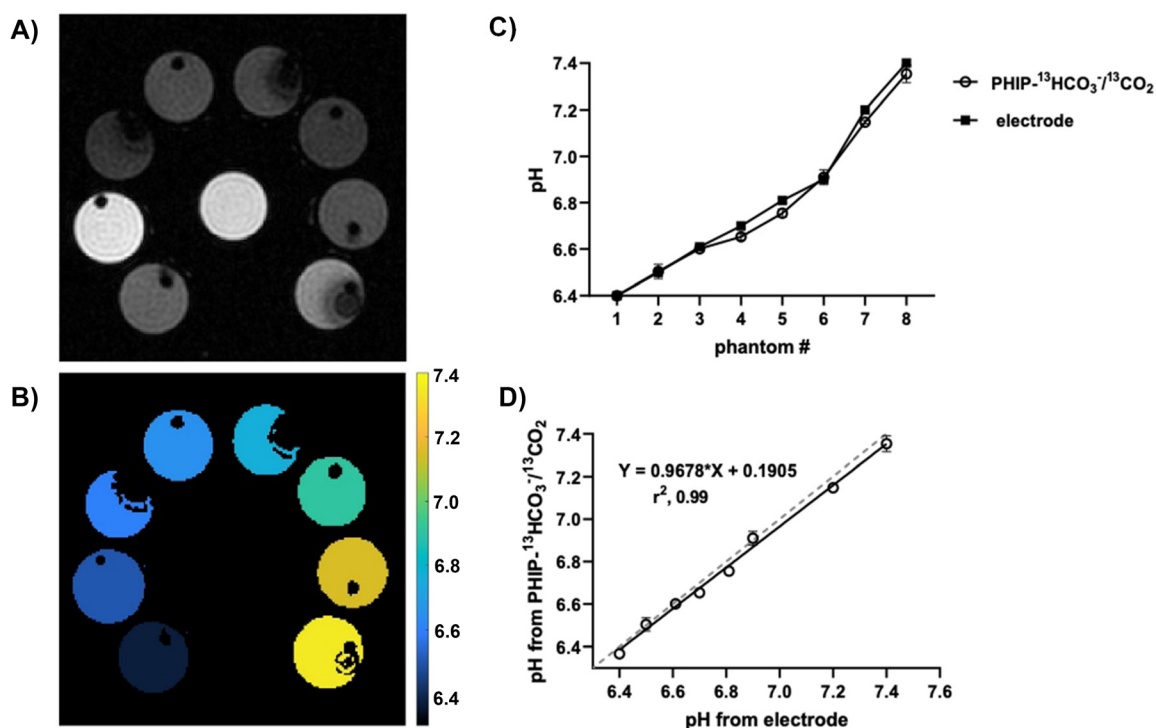 A)
B)
7.4
7.2
7.0
6.8
6.6
6.4
C)
7.4
7.2
7.0
6.8
6.6
6.4
pH
1 2 3 4 5 6 7 8
phantom #
PHIP-¹³HCO₃⁻/¹³CO₂
electrode
D)
7.4
7.2
7.0
6.8
6.6
6.4
pH from PHIP-¹³HCO₃⁻/¹³CO₂
Y = 0.9678*X + 0.1905
r², 0.99
6.4 6.6 6.8 7.0 7.2 7.4 7.6
pH from electrode